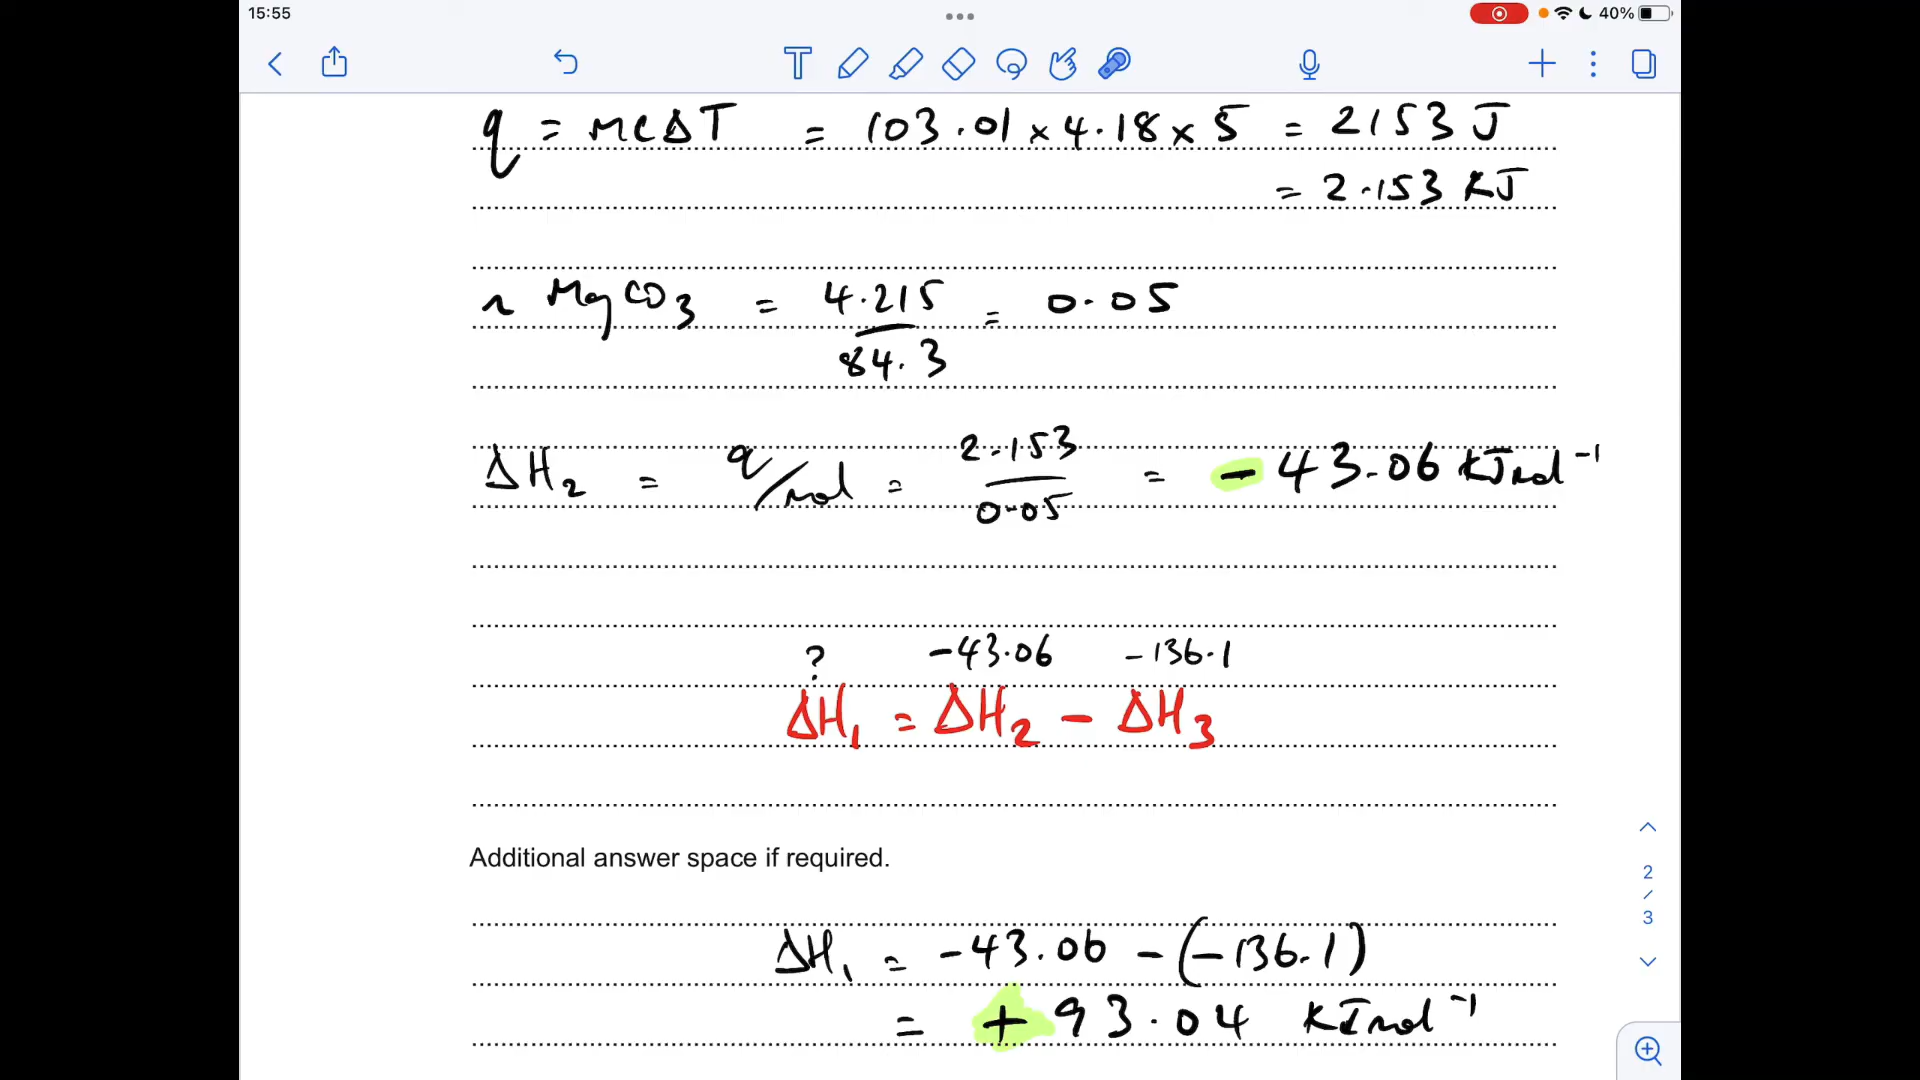 15:55
40%
q = mcΔT = 103.01 × 4.18 × 5 = 2153 J
= 2.153 KJ
n MgCO3 = 4.215 / 84.3 = 0.05
ΔH2 = q/mol = 2.153 / 0.05 = -43.06 KJmol⁻¹
? -43.06 -136.1
ΔH1 = ΔH2 - ΔH3
Additional answer space if required.
2
/
3
ΔH1 = -43.06 - (-136.1)
= + 93.04 KJmol⁻¹